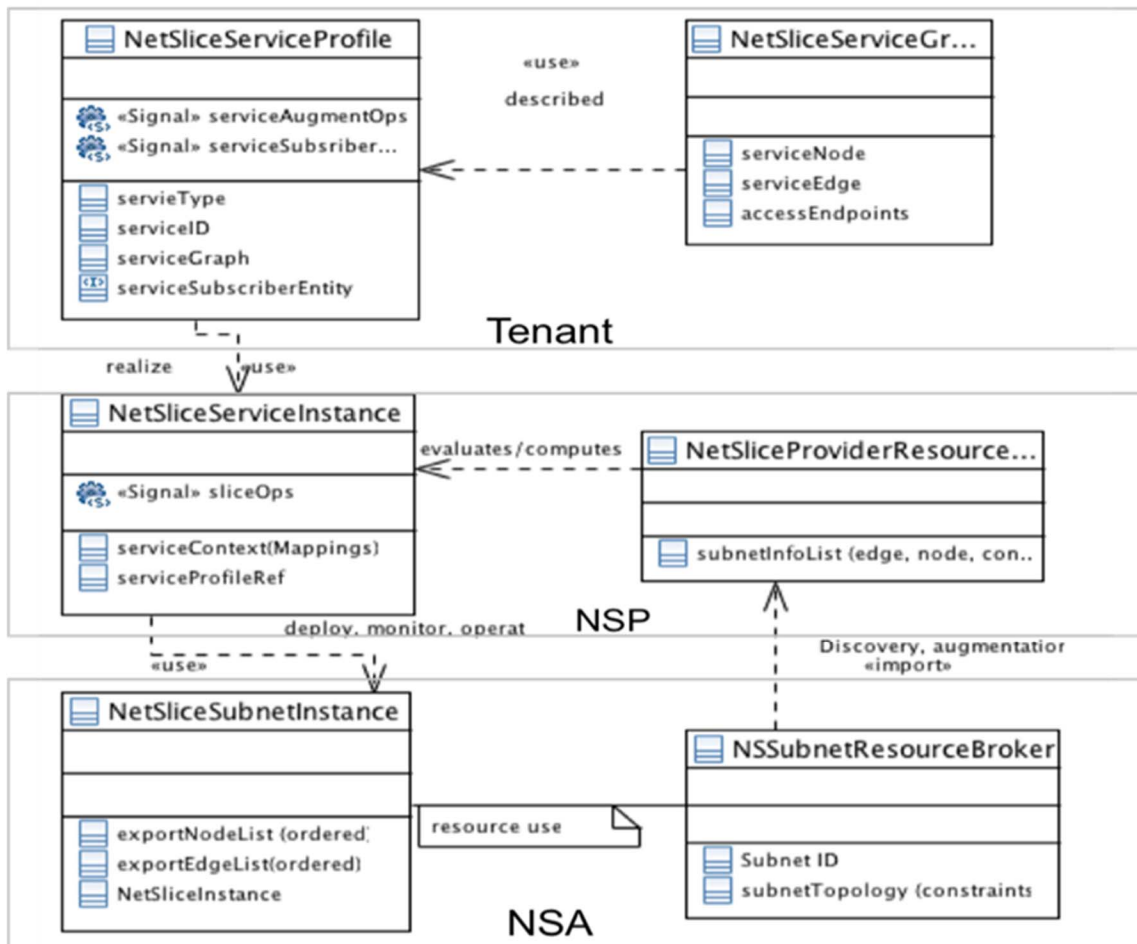 NetSliceServiceProfile
«Signal» serviceAugmentOps
«Signal» serviceSubsriber...
servieType
serviceID
serviceGraph
serviceSubscriberEntity
«use»
described
NetSliceServiceGr...
serviceNode
serviceEdge
accessEndpoints
Tenant
realize
«use»
NetSliceServiceInstance
«Signal» sliceOps
serviceContext(Mappings)
serviceProfileRef
evaluates/computes
NetSliceProviderResource...
subnetInfoList (edge, node, con..
NSP
deploy, monitor, operat
«use»
Discovery, augmentatior
«import»
NetSliceSubnetInstance
exportNodeList (ordered)
exportEdgeList(ordered)
NetSliceInstance
resource use
NSSubnetResourceBroker
Subnet ID
subnetTopology (constraints
NSA